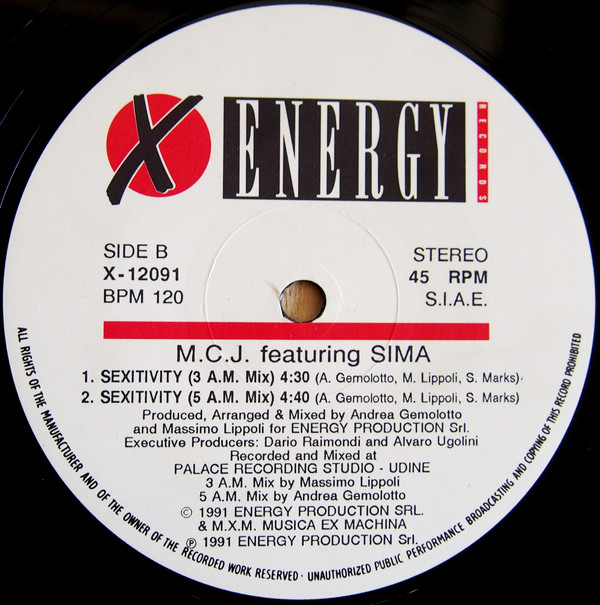 X ENERGY RECORDS
SIDE B
X-12091
BPM 120
STEREO
45 RPM
S.I.A.E.
M.C.J. featuring SIMA
1. SEXITIVITY (3 A.M. Mix) 4:30 (A. Gemolotto, M. Lippoli, S. Marks)
2. SEXITIVITY (5 A.M. Mix) 4:40 (A. Gemolotto, M. Lippoli, S. Marks)
Produced, Arranged & Mixed by Andrea Gemolotto
and Massimo Lippoli for ENERGY PRODUCTION Srl.
Executive Producers: Dario Raimondi and Alvaro Ugolini
Recorded and Mixed at
PALACE RECORDING STUDIO - UDINE
3 A.M. Mix by Massimo Lippoli
5 A.M. Mix by Andrea Gemolotto
© 1991 ENERGY PRODUCTION SRL.
& M.X.M. MUSICA EX MACHINA
℗ 1991 ENERGY PRODUCTION Srl.
ALL RIGHTS OF THE MANUFACTURER AND OF THE OWNER OF THE RECORDED WORK RESERVED · UNAUTHORIZED PUBLIC PERFORMANCE BROADCASTING AND COPYING OF THIS RECORD PROHIBITED